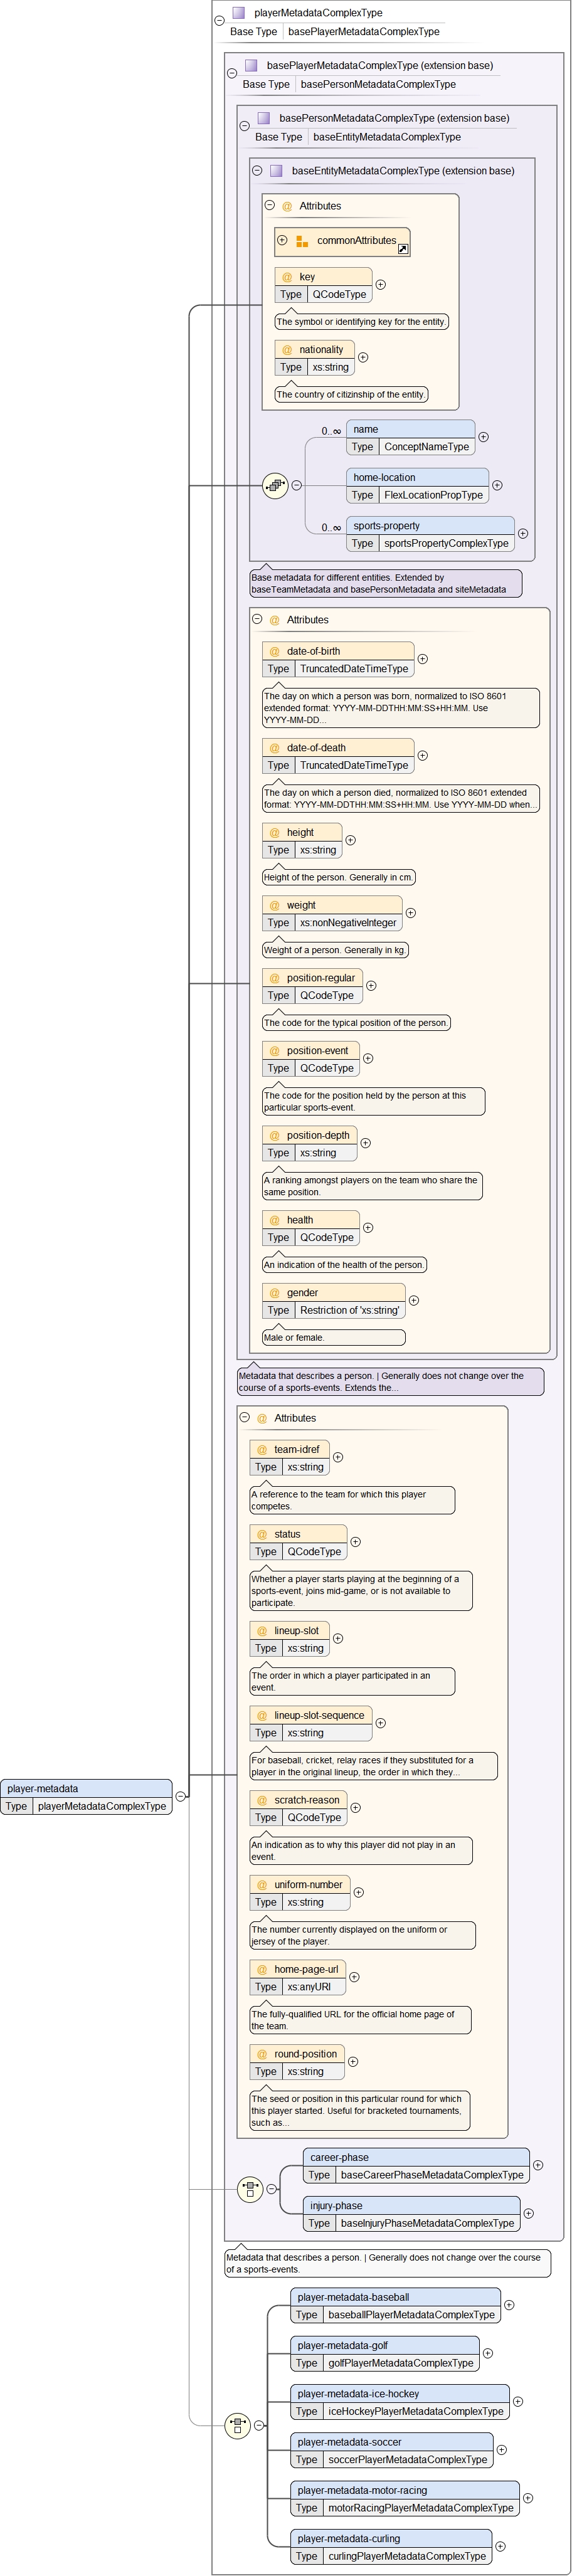 playerMetadataComplexType
Base Type basePlayerMetadataComplexType
basePlayerMetadataComplexType (extension base)
Base Type basePersonMetadataComplexType
basePersonMetadataComplexType (extension base)
Base Type baseEntityMetadataComplexType
baseEntityMetadataComplexType (extension base)
@ Attributes
commonAttributes
@ key
Type QCodeType
The symbol or identifying key for the entity.
@ nationality
Type xs:string
The country of citizinship of the entity.
0..∞
name
Type ConceptNameType
home-location
Type FlexLocationPropType
0..∞
sports-property
Type sportsPropertyComplexType
Base metadata for different entities. Extended by
baseTeamMetadata and basePersonMetadata and siteMetadata
@ Attributes
@ date-of-birth
Type TruncatedDateTimeType
The day on which a person was born, normalized to ISO 8601
extended format: YYYY-MM-DDTHH:MM:SS+HH:MM. Use
YYYY-MM-DD...
@ date-of-death
Type TruncatedDateTimeType
The day on which a person died, normalized to ISO 8601 extended
format: YYYY-MM-DDTHH:MM:SS+HH:MM. Use YYYY-MM-DD when...
@ height
Type xs:string
Height of the person. Generally in cm.
@ weight
Type xs:nonNegativeInteger
Weight of a person. Generally in kg.
@ position-regular
Type QCodeType
The code for the typical position of the person.
@ position-event
Type QCodeType
The code for the position held by the person at this
particular sports-event.
@ position-depth
Type xs:string
A ranking amongst players on the team who share the
same position.
@ health
Type QCodeType
An indication of the health of the person.
@ gender
Type Restriction of 'xs:string'
Male or female.
Metadata that describes a person. | Generally does not change over the
course of a sports-events. Extends the...
@ Attributes
@ team-idref
Type xs:string
A reference to the team for which this player
competes.
@ status
Type QCodeType
Whether a player starts playing at the beginning of a
sports-event, joins mid-game, or is not available to
participate.
@ lineup-slot
Type xs:string
The order in which a player participated in an
event.
@ lineup-slot-sequence
Type xs:string
For baseball, cricket, relay races if they substituted for a
player in the original lineup, the order in which they...
player-metadata
Type playerMetadataComplexType
@ scratch-reason
Type QCodeType
An indication as to why this player did not play in an
event.
@ uniform-number
Type xs:string
The number currently displayed on the uniform or
jersey of the player.
@ home-page-url
Type xs:anyURI
The fully-qualified URL for the official home page of
the team.
@ round-position
Type xs:string
The seed or position in this particular round for which
this player started. Useful for bracketed tournaments,
such as...
career-phase
Type baseCareerPhaseMetadataComplexType
injury-phase
Type baseInjuryPhaseMetadataComplexType
Metadata that describes a person. | Generally does not change over the course
of a sports-events.
player-metadata-baseball
Type baseballPlayerMetadataComplexType
player-metadata-golf
Type golfPlayerMetadataComplexType
player-metadata-ice-hockey
Type iceHockeyPlayerMetadataComplexType
player-metadata-soccer
Type soccerPlayerMetadataComplexType
player-metadata-motor-racing
Type motorRacingPlayerMetadataComplexType
player-metadata-curling
Type curlingPlayerMetadataComplexType